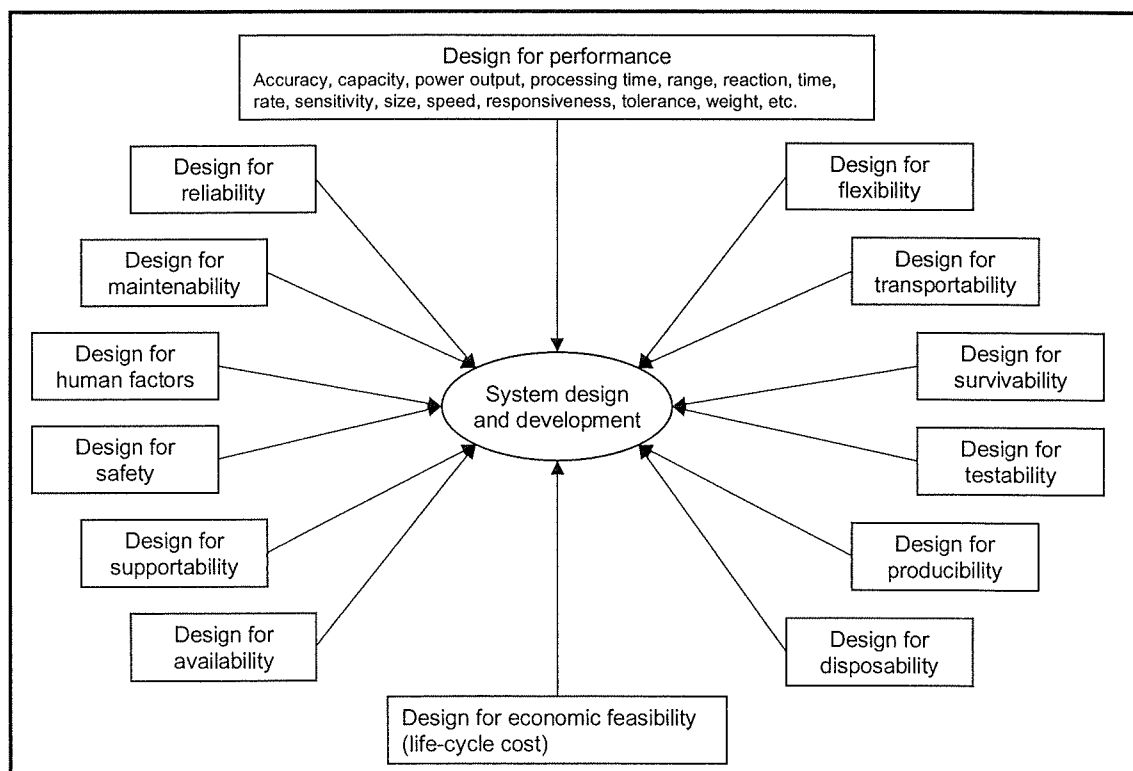 Design for performance
Accuracy, capacity, power output, processing time, range, reaction, time,
rate, sensitivity, size, speed, responsiveness, tolerance, weight, etc.
Design for
reliability
Design for
flexibility
Design for
maintenability
Design for
transportability
Design for
human factors
System design
and development
Design for
survivability
Design for
safety
Design for
testability
Design for
supportability
Design for
producibility
Design for
availability
Design for
disposability
Design for economic feasibility
(life-cycle cost)